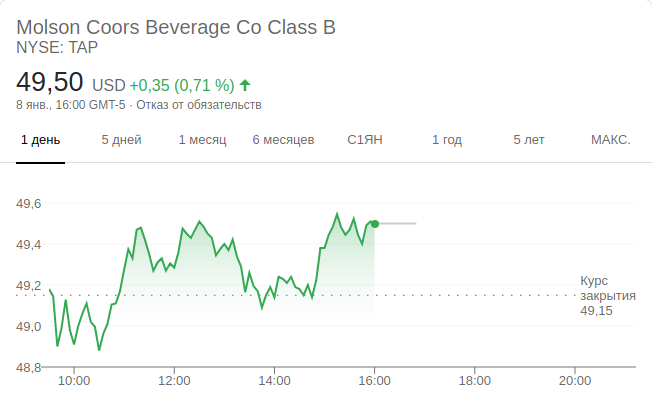 Molson Coors Beverage Co Class B
NYSE: TAP
49,50 USD +0,35 (0,71 %)
8 янв., 16:00 GMT-5 · Отказ от обязательств
1 день 5 дней 1 месяц 6 месяцев С1ЯН 1 год 5 лет МАКС.
49.6
49.4
49.2
49.0
48.8
Курс
закрытия
49,15
10:00 12:00 14:00 16:00 18:00 20:00